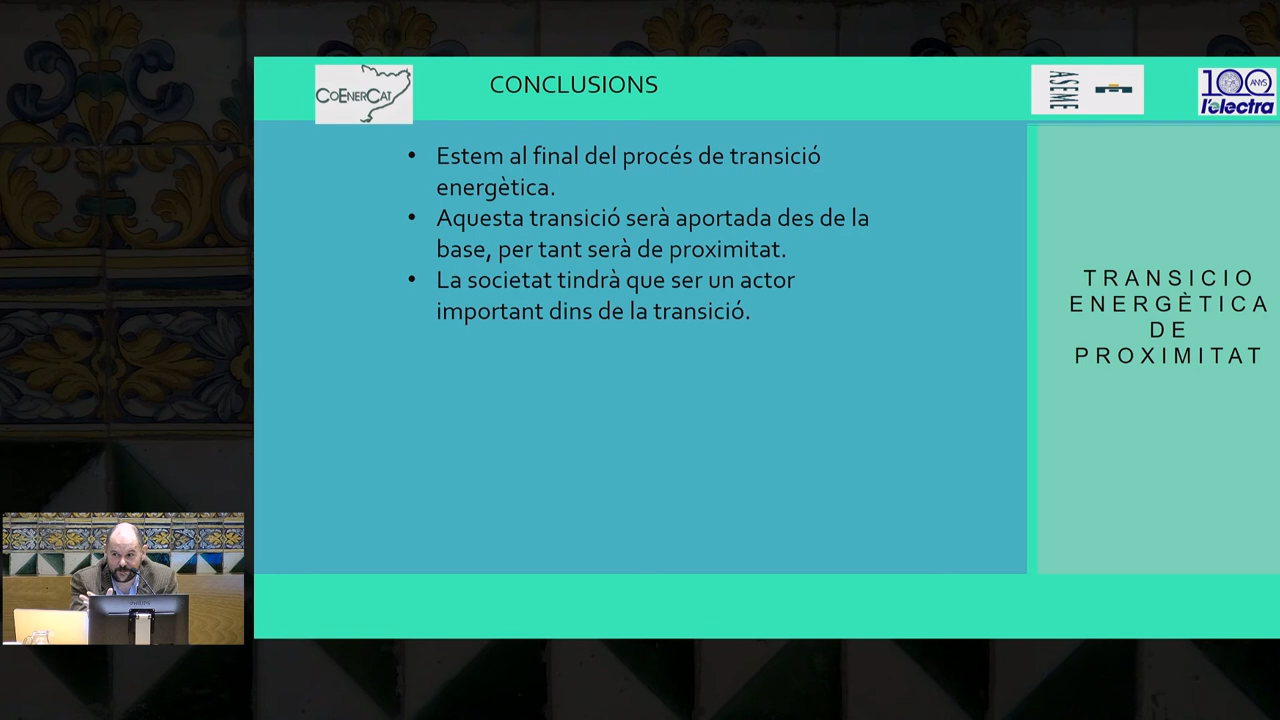 COENERCAT
CONCLUSIONS
ASEME
100 ANYS
l'electra
• Estem al final del procés de transició
energètica.
• Aquesta transició serà aportada des de la
base, per tant serà de proximitat.
• La societat tindrà que ser un actor
important dins de la transició.
TRANSICIO
ENERGÈTICA
DE
PROXIMITAT
PHILIPS